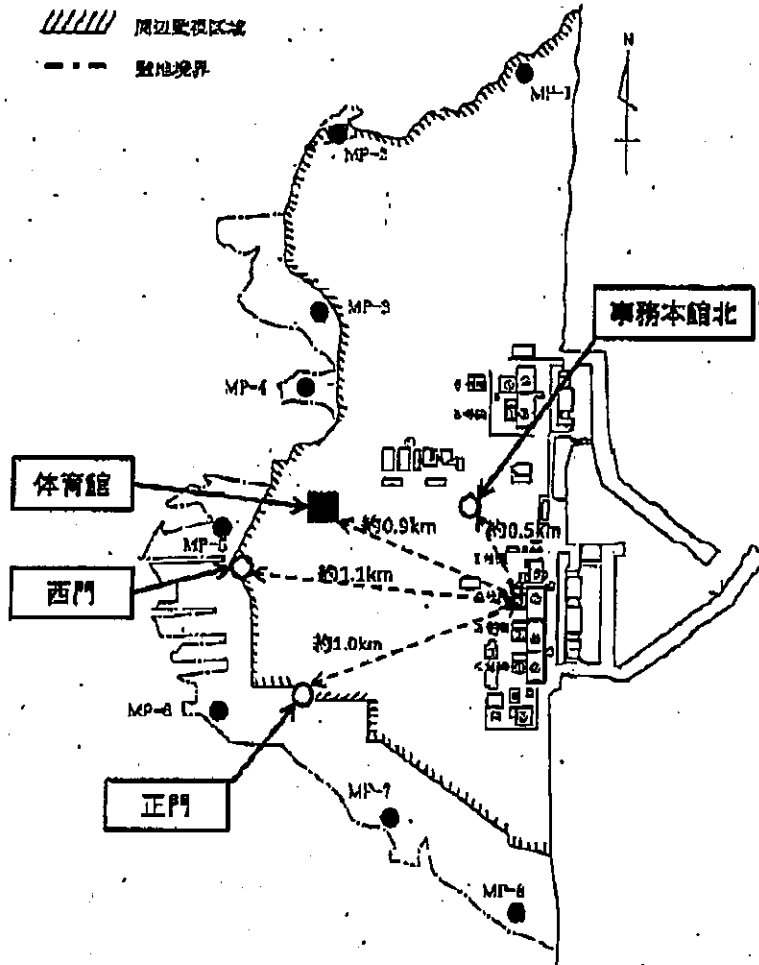 周辺監視区域
敷地境界
N
MP-1
MP-2
MP-3
事務本館北
MP-4
体育館
約0.9km
約0.5km
西門
約1.1km
約1.0km
正門
MP-7
MP-8